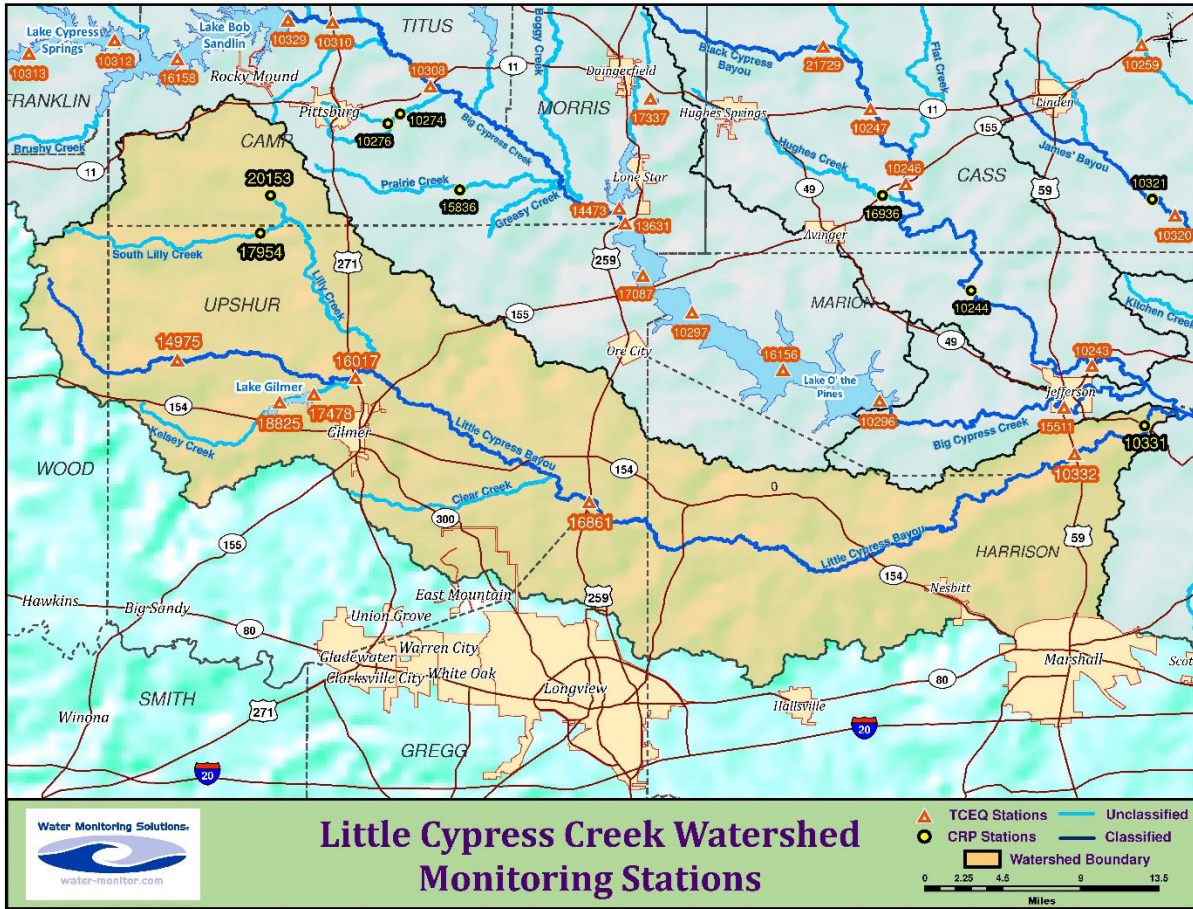 Lake Cypress
Springs
Lake Bob
Sandlin
TITUS
10329
10310
10313
10312
16158
Rocky Mound
10308
11
Boggy Creek
Daingerfield
Black Cypress
Bayou
21729
Flat Creek
10259
N
FRANKLIN
Pittsburg
10274
10276
MORRIS
17337
Hughes Springs
10247
11
Linden
155
Brushy Creek
11
CAMP
Big Cypress Creek
Hughes Creek
10246
CASS
James' Bayou
20153
Prairie Creek
15836
Greasy Creek
Lone Star
49
59
10321
16936
14473
13631
10320
Avinger
17954
South Lilly Creek
271
259
Lilly Creek
UPSHUR
17087
MARION
10244
Kitchen Creek
155
10297
14975
16017
Ore City
16156
49
10243
Lake Gilmer
Lake O' the
Pines
Jefferson
154
18825
17478
10296
Big Cypress Creek
15511
Kelsey Creek
Gilmer
Little Cypress
Bayou
10331
WOOD
154
10332
Clear Creek
0
16861
300
155
Little Cypress Bayou
HARRISON
59
154
Nesbitt
Hawkins
Big Sandy
East Mountain
259
Union Grove
80
Warren City
Gladewater
Clarksville City
White Oak
Marshall
Scot
SMITH
Longview
80
Hallsville
Winona
271
20
GREGG
20
Water Monitoring Solutions.
water-monitor.com
Little Cypress Creek Watershed
Monitoring Stations
TCEQ Stations
Unclassified
CRP Stations
Classified
Watershed Boundary
0 2.25 4.5 9 13.5
Miles